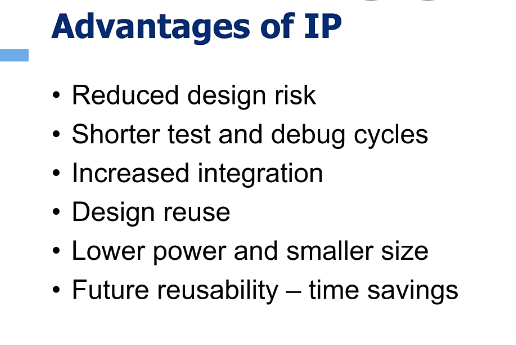 Advantages of IP
• Reduced design risk
• Shorter test and debug cycles
• Increased integration
• Design reuse
• Lower power and smaller size
• Future reusability – time savings